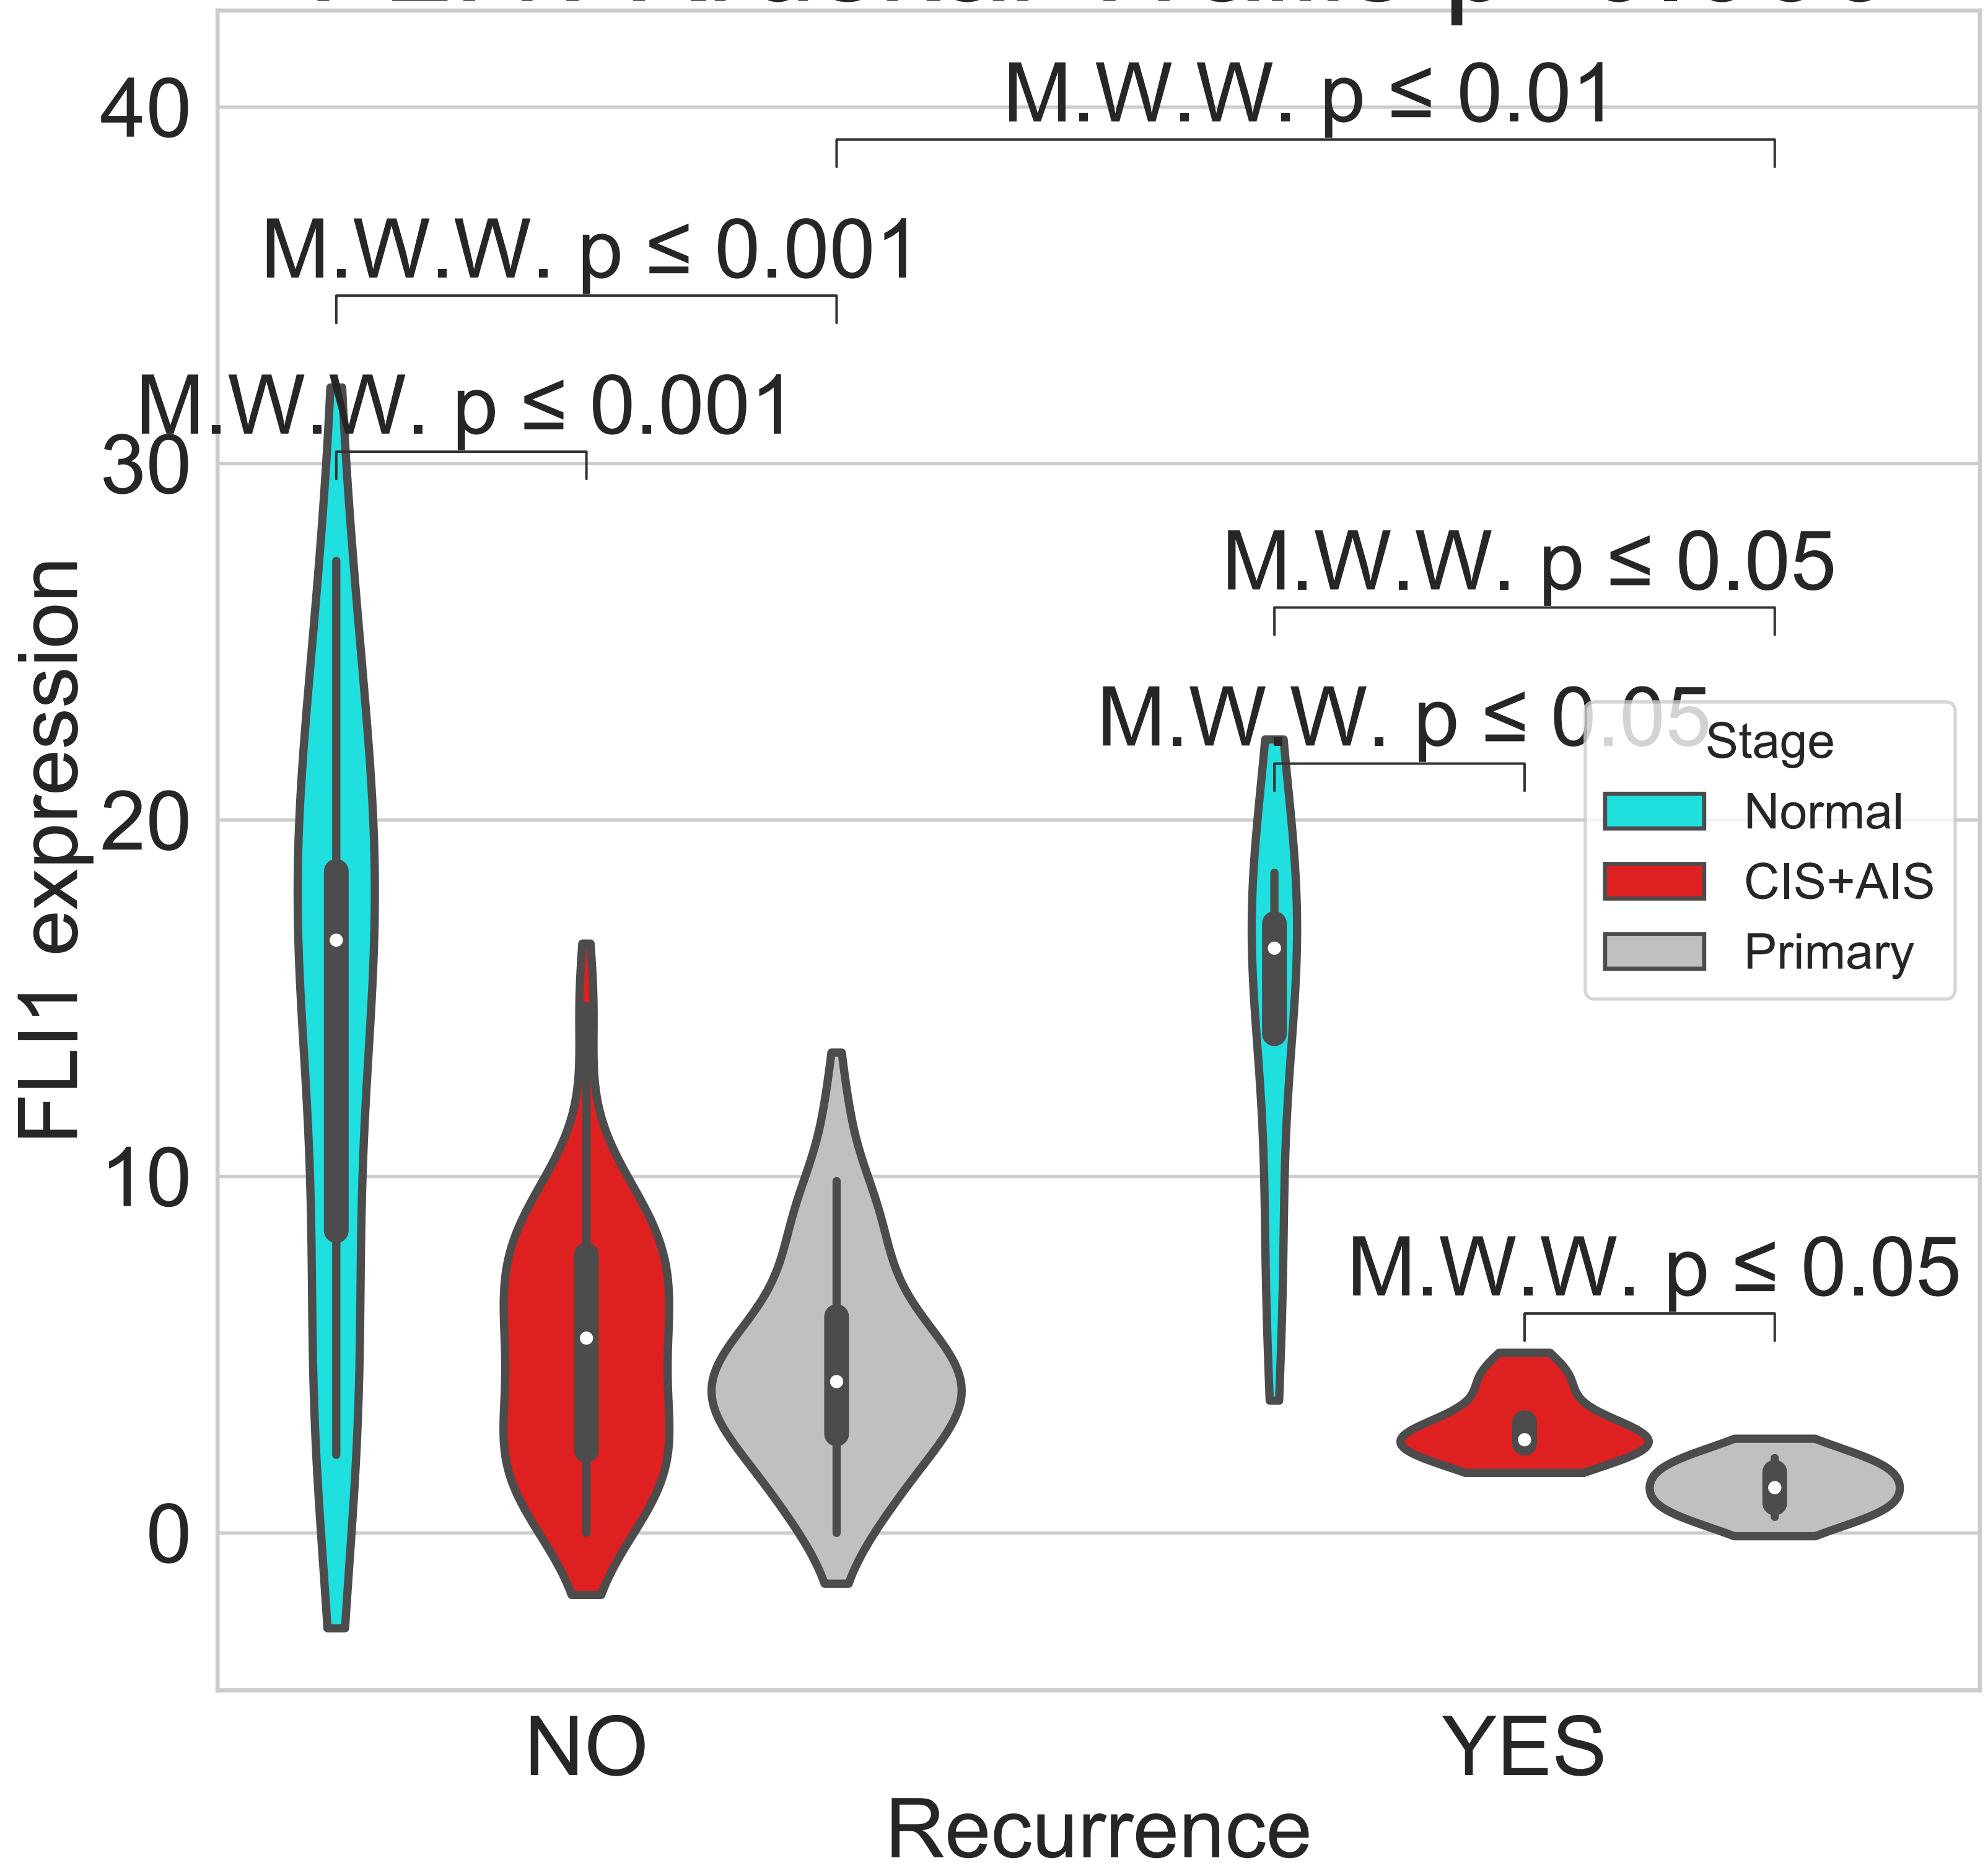 M.W.W. p ≤ 0.01
M.W.W. p ≤ 0.001
M.W.W. p ≤ 0.001
M.W.W. p ≤ 0.05
M.W.W. p ≤ 0.05
M.W.W. p ≤ 0.05
40
30
20
10
0
FLI1 expression
Stage
Normal
CIS+AIS
Primary
NO
YES
Recurrence